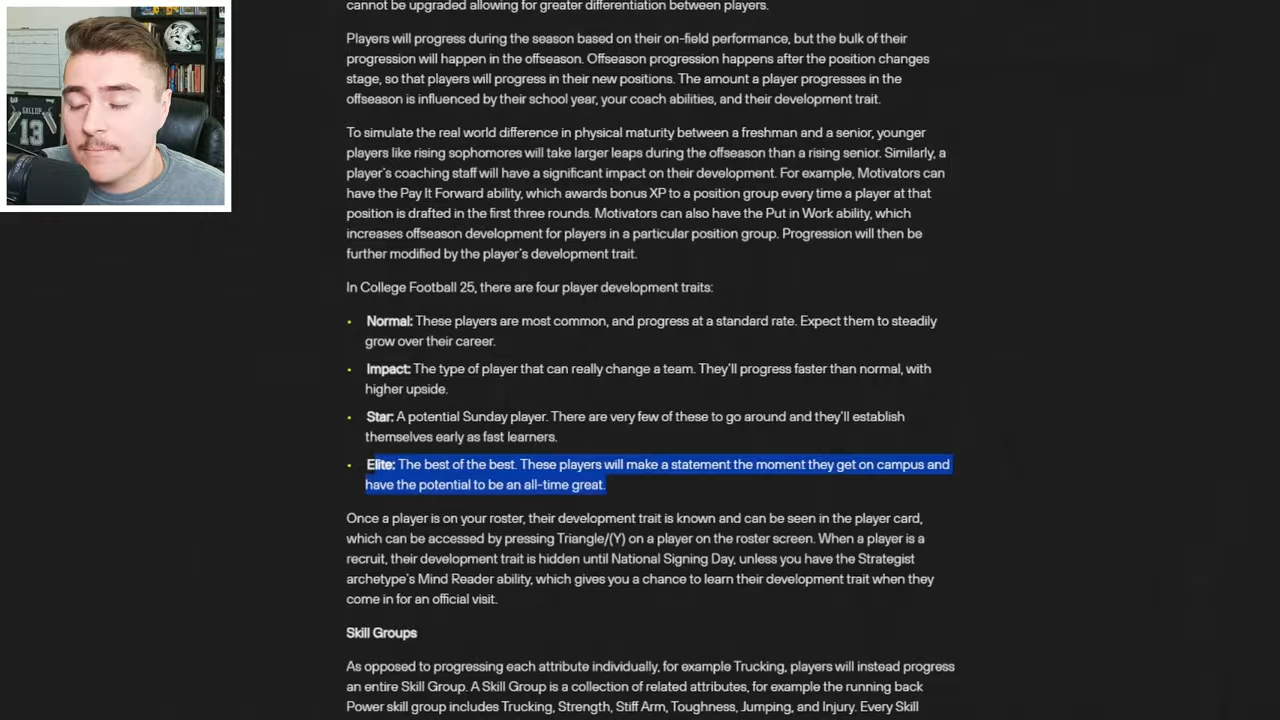 cannot be upgraded allowing for greater differentiation between players.
Players will progress during the season based on their on-field performance, but the bulk of their
progression will happen in the offseason. Offseason progression happens after the position changes
stage, so that players will progress in their new positions. The amount a player progresses in the
offseason is influenced by their school year, your coach abilities, and their development trait.
To simulate the real world difference in physical maturity between a freshman and a senior, younger
players like rising sophomores will take larger leaps during the offseason than a rising senior. Similarly, a
player's coaching staff will have a significant impact on their development. For example, Motivators can
have the Pay It Forward ability, which awards bonus XP to a position group every time a player at that
position is drafted in the first three rounds. Motivators can also have the Put in Work ability, which
increases offseason development for players in a particular position group. Progression will then be
further modified by the player's development trait.
In College Football 25, there are four player development traits:
• Normal: These players are most common, and progress at a standard rate. Expect them to steadily
grow over their career.
• Impact: The type of player that can really change a team. They'll progress faster than normal, with
higher upside.
• Star: A potential Sunday player. There are very few of these to go around and they'll establish
themselves early as fast learners.
• Elite: The best of the best. These players will make a statement the moment they get on campus and
have the potential to be an all-time great.
Once a player is on your roster, their development trait is known and can be seen in the player card,
which can be accessed by pressing Triangle/(Y) on a player on the roster screen. When a player is a
recruit, their development trait is hidden until National Signing Day, unless you have the Strategist
archetype's Mind Reader ability, which gives you a chance to learn their development trait when they
come in for an official visit.
Skill Groups
As opposed to progressing each attribute individually, for example Trucking, players will instead progress
an entire Skill Group. A Skill Group is a collection of related attributes, for example the running back
Power skill group includes Trucking, Strength, Stiff Arm, Toughness, Jumping, and Injury. Every Skill
GALLUP
13